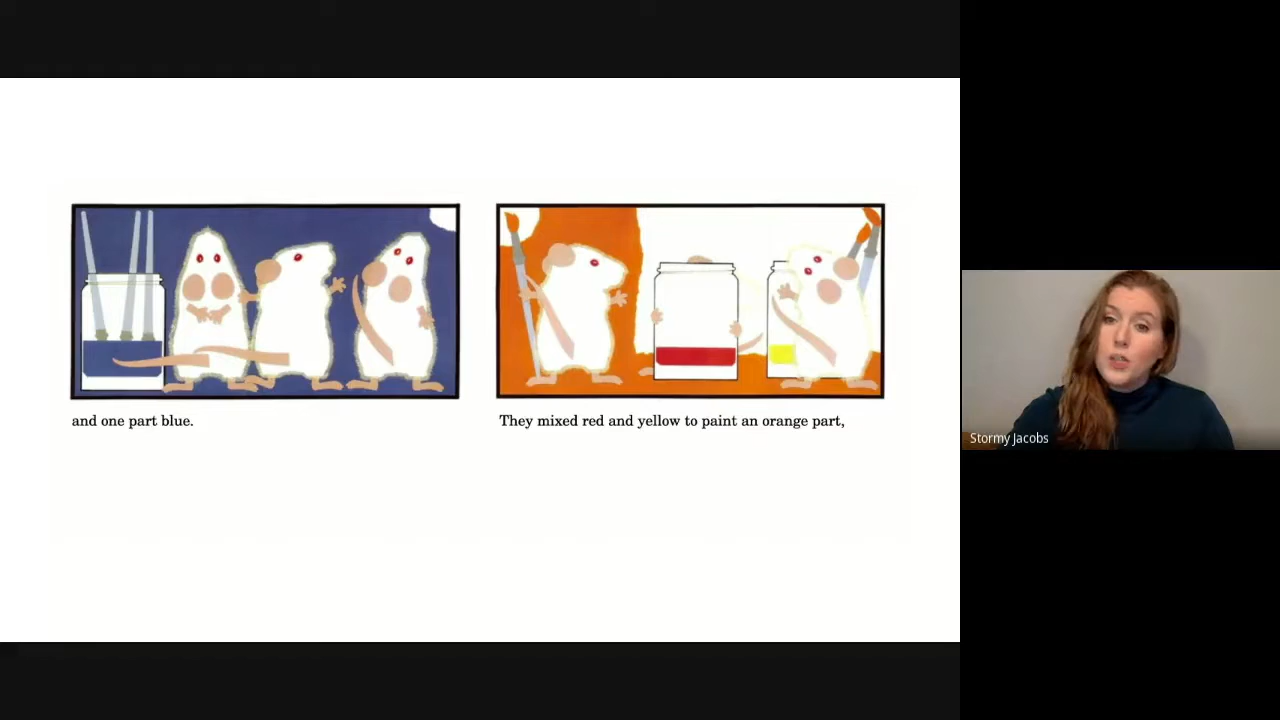 and one part blue.
They mixed red and yellow to paint an orange part,
Stormy Jacobs